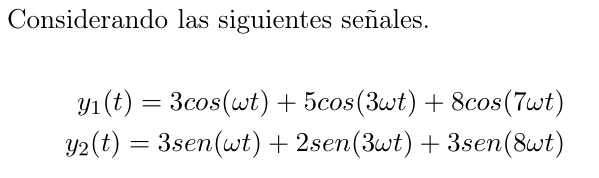 Considerando las siguientes señales.
y₁(t) = 3cos(ωt) + 5cos(3ωt) + 8cos(7ωt)
y₂(t) = 3sen(ωt) + 2sen(3ωt) + 3sen(8ωt)